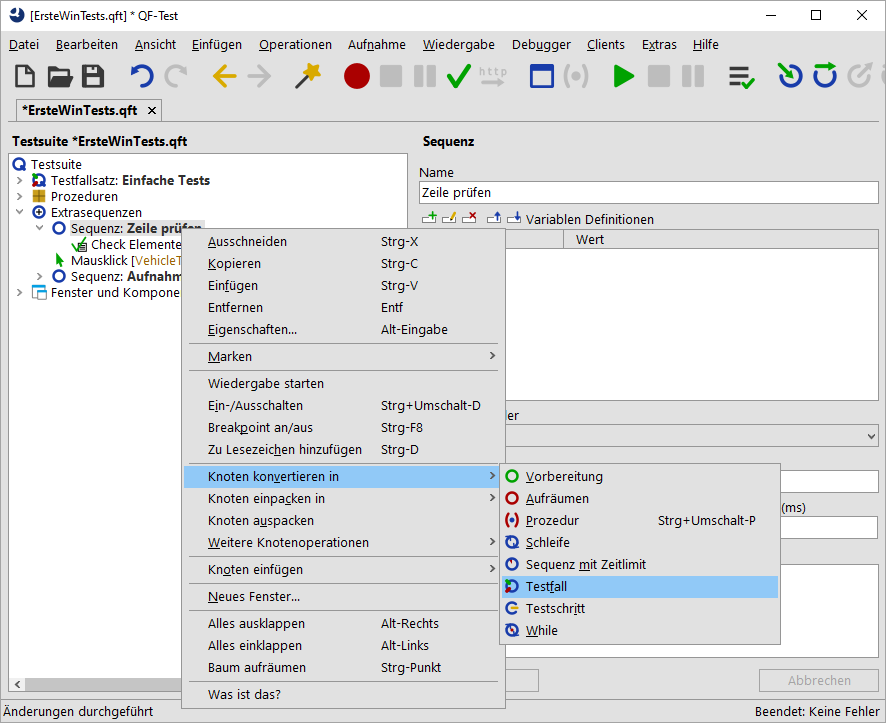 [ErsteWinTests.qft] * QF-Test
Datei Bearbeiten Ansicht Einfügen Operationen Aufnahme Wiedergabe Debugger Clients Extras Hilfe
http
*ErsteWinTests.qft
Testsuite *ErsteWinTests.qft
Testsuite
Testfallsatz: Einfache Tests
Prozeduren
Extrasequenzen
Sequenz: Zeile prüfen
Check Elemente
Mausklick [VehicleT
Sequenz: Aufnahm
Fenster und Kompone
Sequenz
Name
Zeile prüfen
Variablen Definitionen
Wert
(ms)
Abbrechen
Ausschneiden Strg-X
Kopieren Strg-C
Einfügen Strg-V
Entfernen Entf
Eigenschaften... Alt-Eingabe
Marken
Wiedergabe starten
Ein-/Ausschalten Strg+Umschalt-D
Breakpoint an/aus Strg-F8
Zu Lesezeichen hinzufügen Strg-D
Knoten konvertieren in
Knoten einpacken in
Knoten auspacken
Weitere Knotenoperationen
Knoten einfügen
Neues Fenster...
Alles ausklappen Alt-Rechts
Alles einklappen Alt-Links
Baum aufräumen Strg-Punkt
Was ist das?
Vorbereitung
Aufräumen
Prozedur Strg+Umschalt-P
Schleife
Sequenz mit Zeitlimit
Testfall
Testschritt
While
Änderungen durchgeführt
Beendet: Keine Fehler